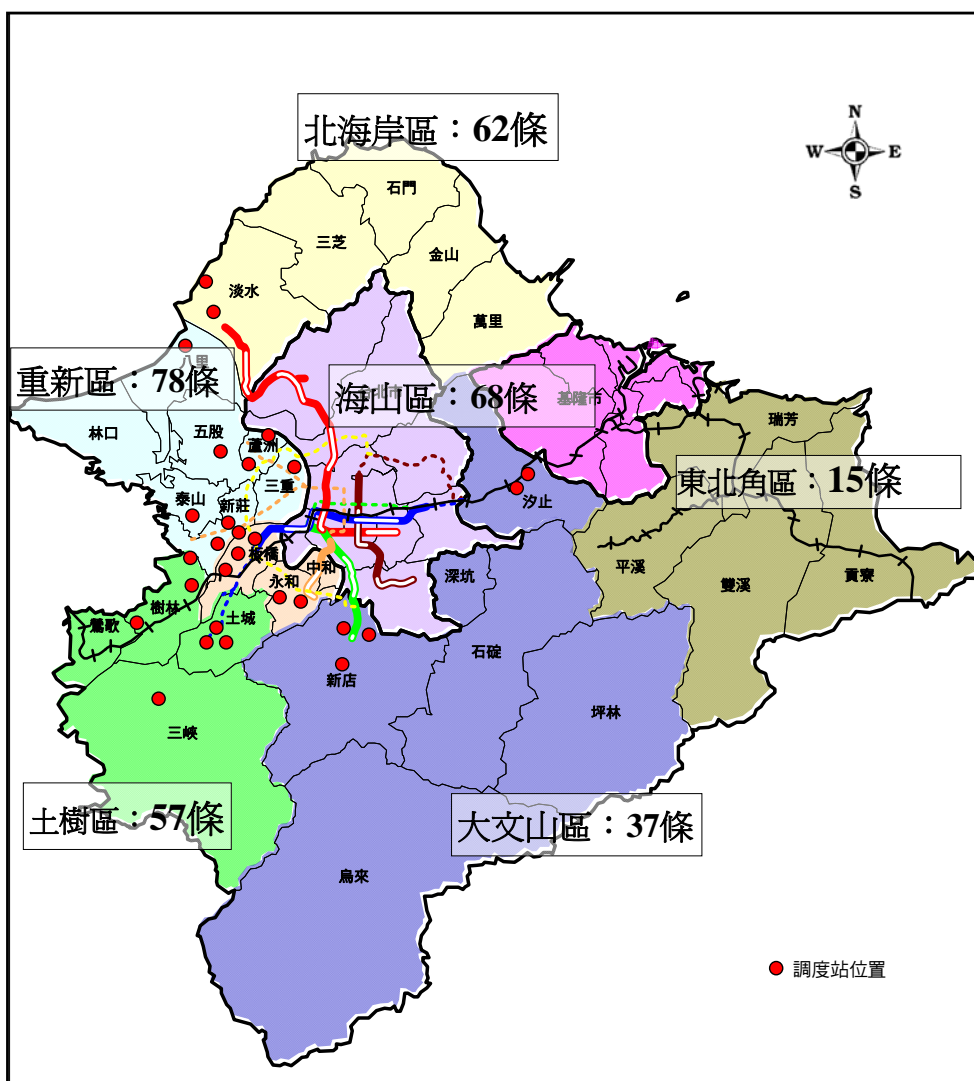 北海岸區：62條
N
W
E
S
石門
三芝
金山
淡水
萬里
八里
重新區：78條
海山區：68條
北市
基隆市
林口
五股
蘆洲
瑞芳
三重
東北角區：15條
泰山
新莊
汐止
板橋
中和
平溪
深坑
貢寮
永和
雙溪
樹林
鶯歌
土城
石碇
新店
坪林
三峽
土樹區：57條
大文山區：37條
烏來
調度站位置